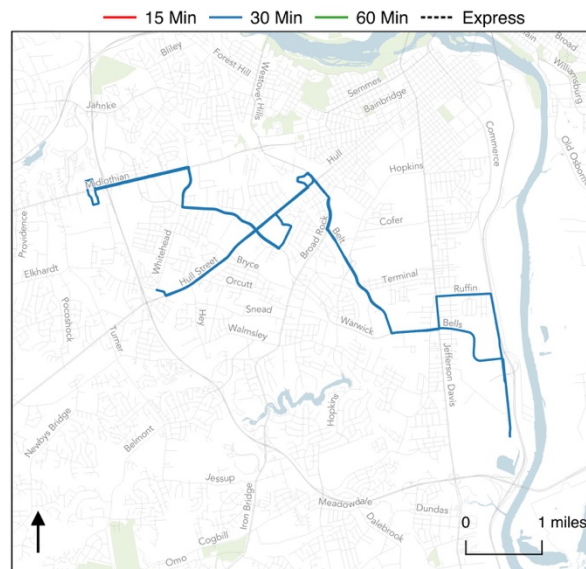 15 Min
30 Min
60 Min
Express
Bliley
Forest Hill
Westover Hills
Broad
Williamsburg
Semmes
Jahnke
Bainbridge
Commerce
Old Osborne
Hull
Hopkins
Midlothian
Providence
Cofer
Belt
Broad Rock
Whitehead
Elkhardt
Hull Street
Bryce
Terminal
Orcutt
Ruffin
Pocoshock
Snead
Hey
Warwick
Bells
Turner
Walmsley
Jefferson Davis
Newbys Bridge
Hopkins
Belmont
Jessup
Iron Bridge
Meadowdale
Dundas
Dalebrook
Cogbill
Omo
0
1 miles